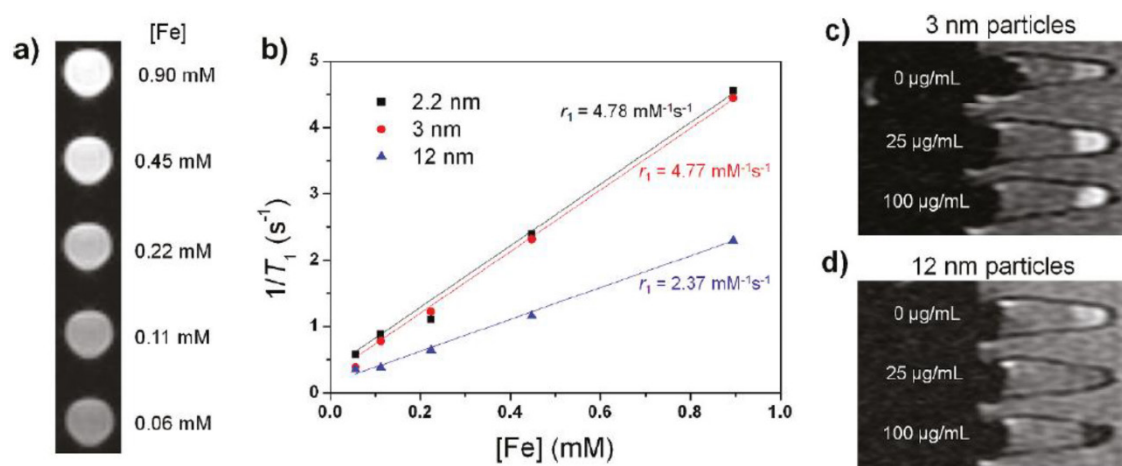 a)
[Fe]
0.90 mM
0.45 mM
0.22 mM
0.11 mM
0.06 mM
b)
5
4
3
2
1
0
1/T₁ (s⁻¹)
2.2 nm
3 nm
12 nm
r₁ = 4.78 mM⁻¹s⁻¹
r₁ = 4.77 mM⁻¹s⁻¹
r₁ = 2.37 mM⁻¹s⁻¹
0.0 0.2 0.4 0.6 0.8 1.0
[Fe] (mM)
c)
3 nm particles
0 µg/mL
25 µg/mL
100 µg/mL
d)
12 nm particles
0 µg/mL
25 µg/mL
100 µg/mL